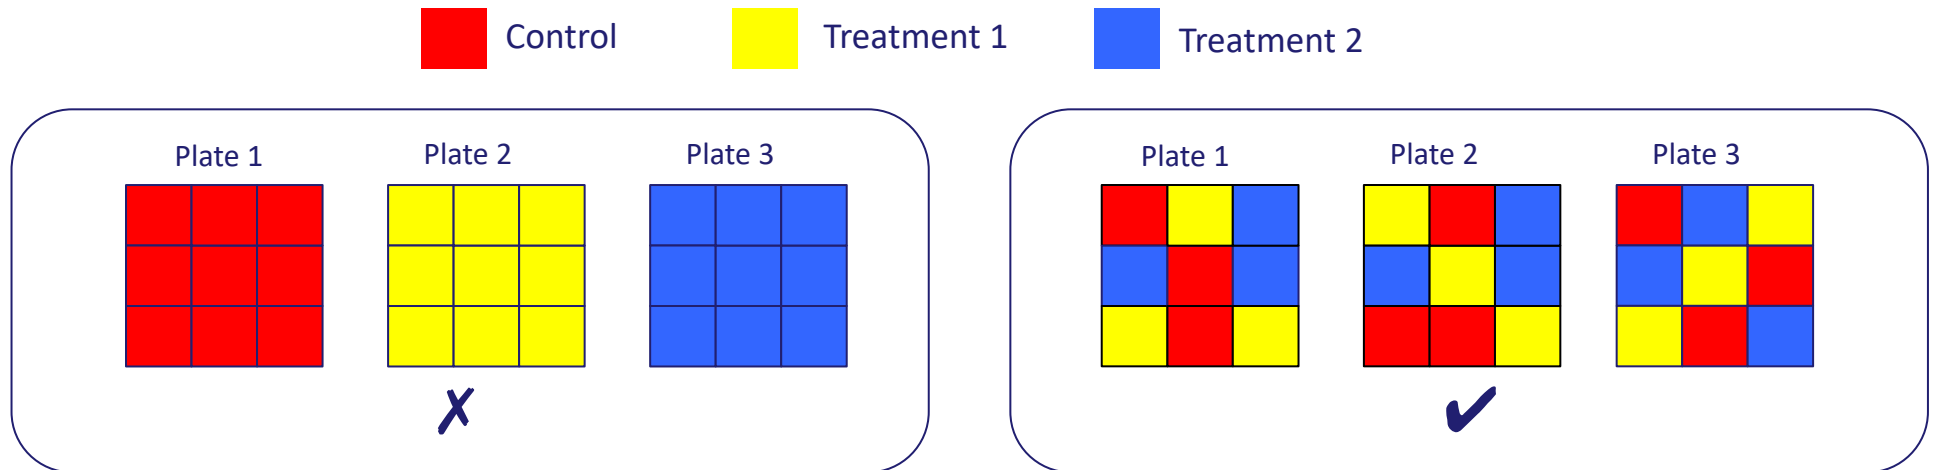 Control
Treatment 1
Treatment 2
Plate 1
Plate 2
Plate 3
✗
Plate 1
Plate 2
Plate 3
✔